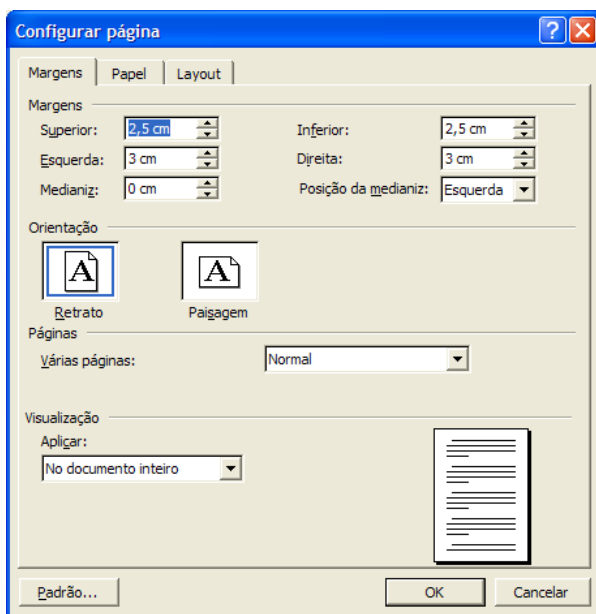 Configurar página
Margens Papel Layout
Margens
Superior: 2,5 cm Inferior: 2,5 cm
Esquerda: 3 cm Direita: 3 cm
Medianiz: 0 cm Posição da medianiz: Esquerda
Orientação
A A
Retrato Paisagem
Páginas
Várias páginas: Normal
Visualização
Aplicar:
No documento inteiro
Padrão... OK Cancelar